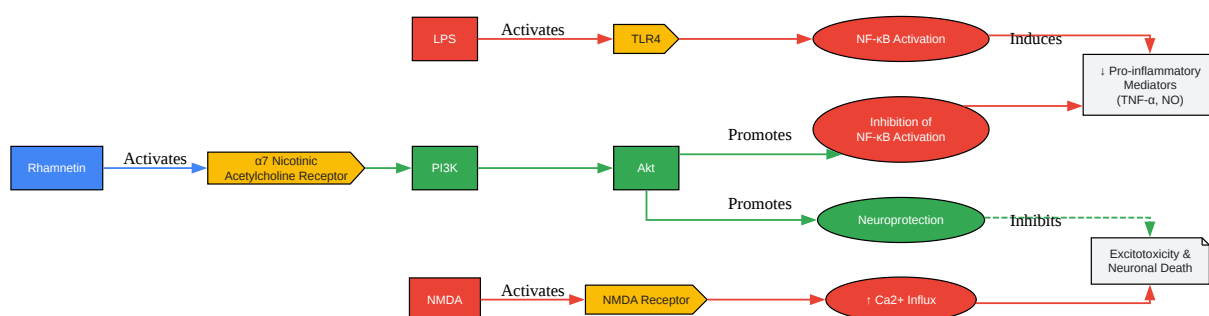 LPS
Activates
TLR4
NF-κB Activation
Induces
↓ Pro-inflammatory
Mediators
(TNF-α, NO)
Inhibition of
NF-κB Activation
Promotes
Rhamnetin
Activates
α7 Nicotinic
Acetylcholine Receptor
PI3K
Akt
Promotes
Neuroprotection
Inhibits
Excitotoxicity &
Neuronal Death
NMDA
Activates
NMDA Receptor
↑ Ca2+ Influx